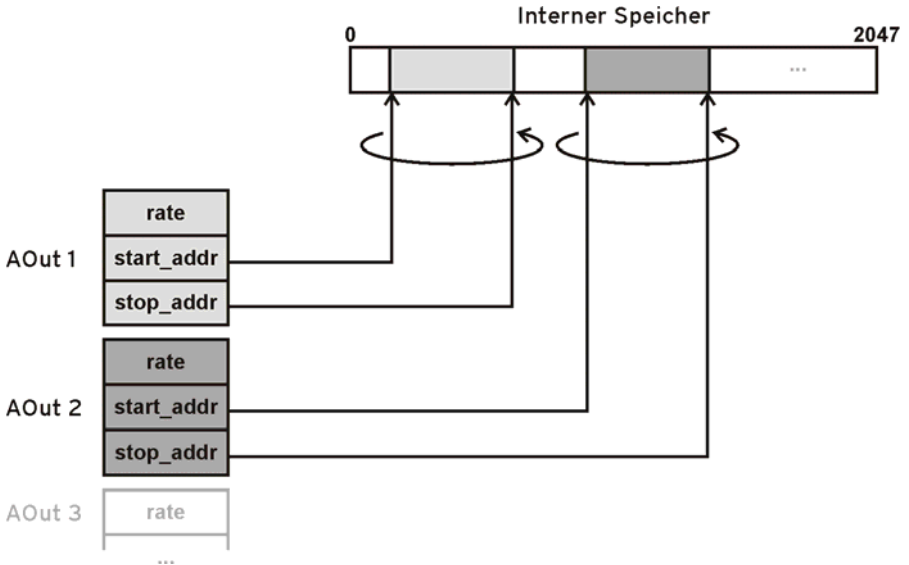 Interner Speicher
0 2047
...
rate
AOut 1 start_addr
stop_addr
rate
AOut 2 start_addr
stop_addr
AOut 3 rate
...